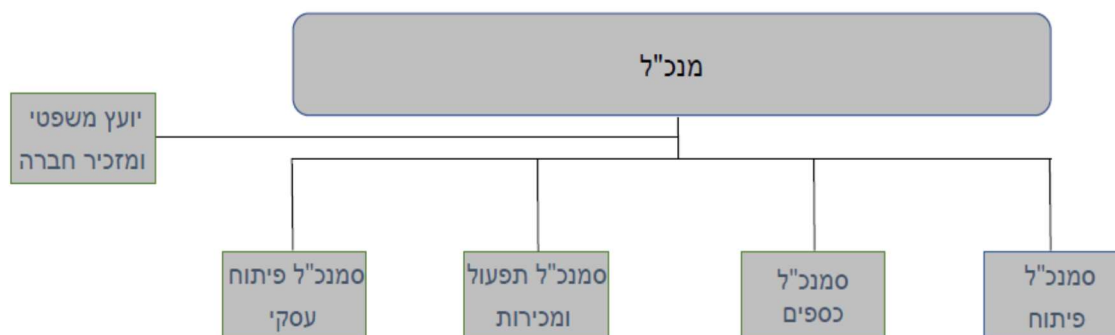 מנכ"ל
יועץ משפטי
ומזכיר חברה
סמנכ"ל
פיתוח
סמנכ"ל
כספים
סמנכ"ל תפעול
ומכירות
סמנכ"ל פיתוח
עסקי